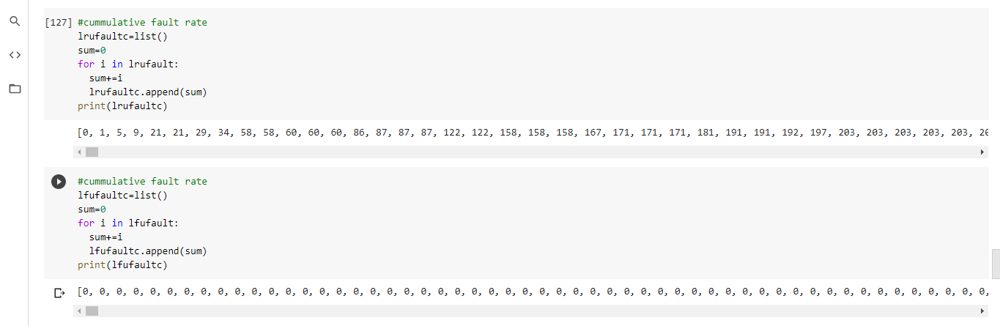 [127] #cummulative fault rate
lrufaultc=list()
sum=0
for i in lrufault:
  sum+=i
  lrufaultc.append(sum)
print(lrufaultc)
[0, 1, 5, 9, 21, 21, 29, 34, 58, 58, 60, 60, 60, 86, 87, 87, 87, 122, 122, 158, 158, 158, 167, 171, 171, 171, 181, 191, 191, 192, 197, 203, 203, 203, 203, 203,
#cummulative fault rate
lfufaultc=list()
sum=0
for i in lfufault:
  sum+=i
  lfufaultc.append(sum)
print(lfufaultc)
[0, 0, 0, 0, 0, 0, 0, 0, 0, 0, 0, 0, 0, 0, 0, 0, 0, 0, 0, 0, 0, 0, 0, 0, 0, 0, 0, 0, 0, 0, 0, 0, 0, 0, 0, 0, 0, 0, 0, 0, 0, 0, 0, 0, 0, 0, 0, 0, 0, 0, 0, 0, 0, 0,